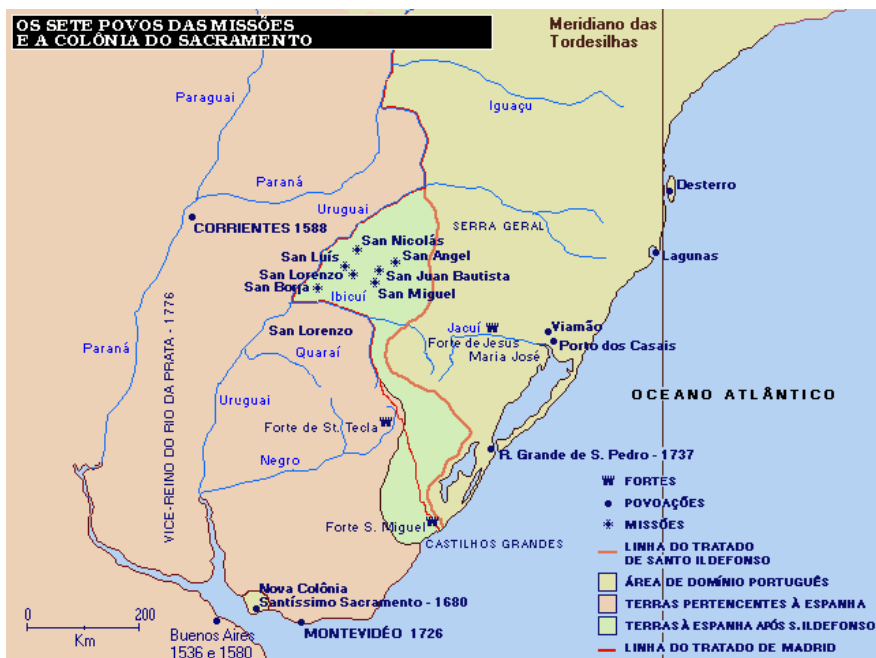 OS SETE POVOS DAS MISSÕES
E A COLÔNIA DO SACRAMENTO
Meridiano das
Tordesilhas
Paraguai
Iguaçu
Paraná
Uruguai
Desterro
CORRIENTES 1588
SERRA GERAL
San Nicolás
San Luís
San Angel
San Lorenzo
San Juan Bautista
San Borja
Ibicuí
San Miguel
Lagunas
San Lorenzo
Jacuí
Viamão
Forte de Jesus
Maria José
Porto dos Casais
Paraná
Quaraí
VICE-REINO DO RIO DA PRATA - 1776
Uruguai
OCEANO ATLÂNTICO
Forte de St. Tecla
Negro
R. Grande de S. Pedro - 1737
FORTES
POVOAÇÕES
Forte S. Miguel
MISSÕES
CASTILHOS GRANDES
LINHA DO TRATADO
DE SANTO ILDEFONSO
ÁREA DE DOMÍNIO PORTUGUÊS
Nova Colônia
Santíssimo Sacramento - 1680
TERRAS PERTENCENTES À ESPANHA
0 200
Km
TERRAS À ESPANHA APÓS S.ILDEFONSO
Buenos Aires
1536 e 1580
MONTEVIDÉO 1726
LINHA DO TRATADO DE MADRID